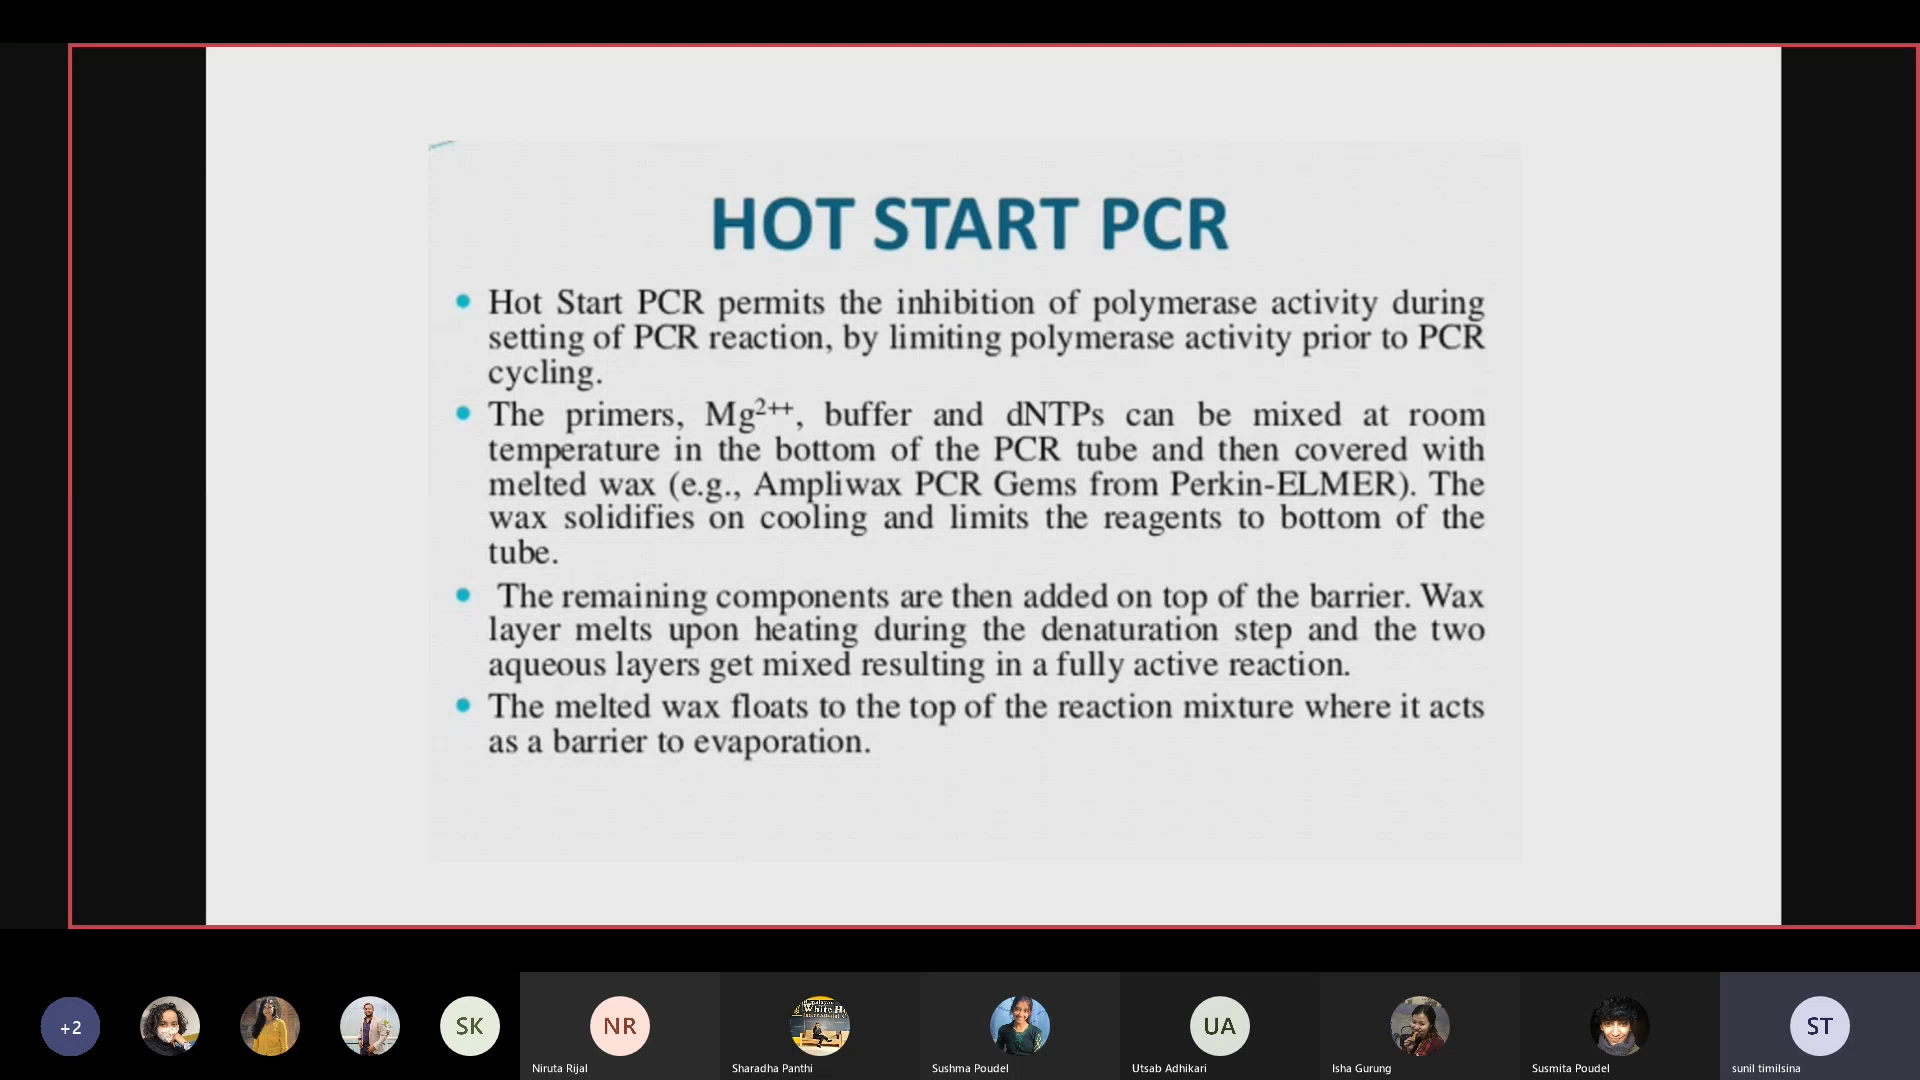 HOT START PCR
• Hot Start PCR permits the inhibition of polymerase activity during
setting of PCR reaction, by limiting polymerase activity prior to PCR
cycling.
• The primers, Mg2++, buffer and dNTPs can be mixed at room
temperature in the bottom of the PCR tube and then covered with
melted wax (e.g., Ampliwax PCR Gems from Perkin-ELMER). The
wax solidifies on cooling and limits the reagents to bottom of the
tube.
• The remaining components are then added on top of the barrier. Wax
layer melts upon heating during the denaturation step and the two
aqueous layers get mixed resulting in a fully active reaction.
• The melted wax floats to the top of the reaction mixture where it acts
as a barrier to evaporation.
+2
SK
NR
White H
UA
ST
Niruta Rijal
Sharadha Panthi
Sushma Poudel
Utsab Adhikari
Isha Gurung
Susmita Poudel
sunil timilsina